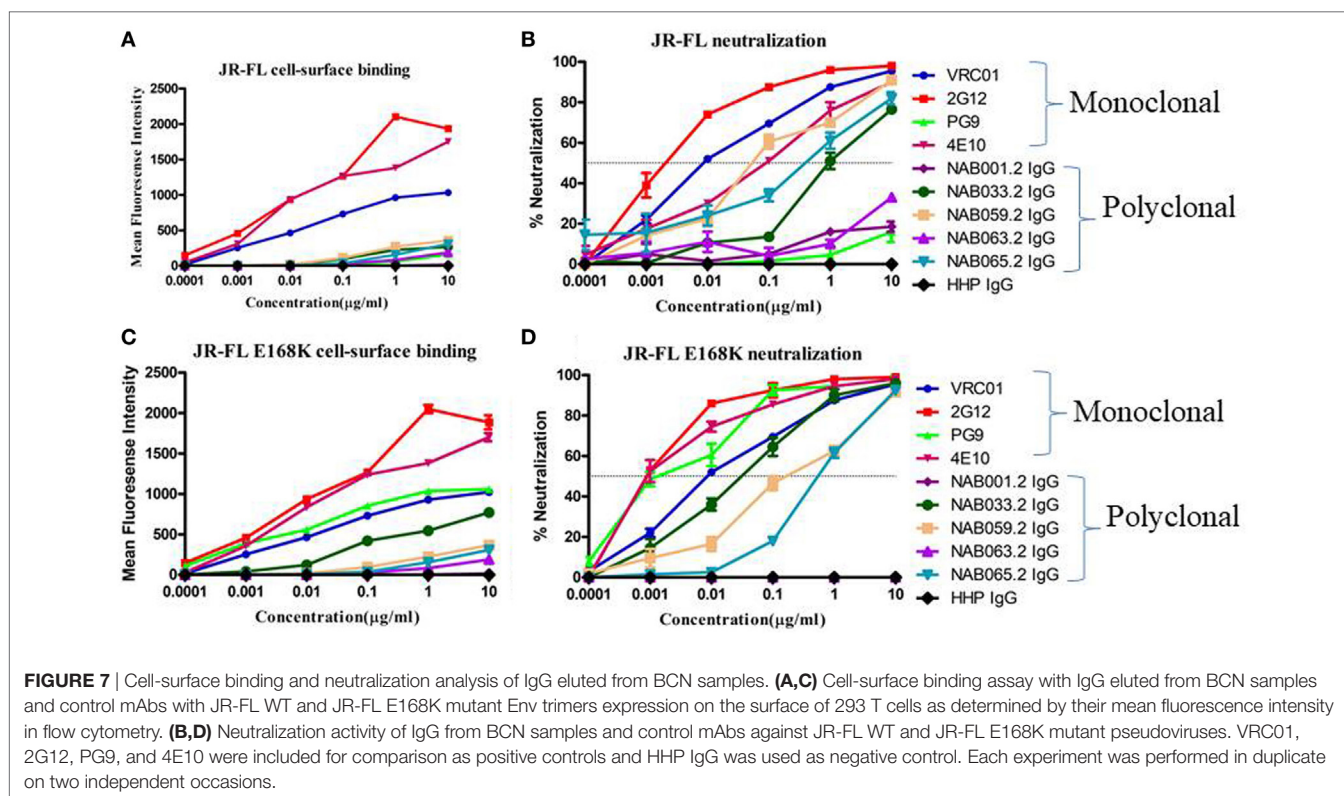 A
JR-FL cell-surface binding
Mean Fluoresense Intensity
2500
2000
1500
1000
500
0
0.0001
0.001
0.01
0.1
1
10
Concentration(µg/ml)
B
JR-FL neutralization
% Neutralization
100
80
60
40
20
0
0.0001
0.001
0.01
0.1
1
10
Concentration(µg/ml)
VRC01
2G12
PG9
4E10
NAB001.2 IgG
NAB033.2 IgG
NAB059.2 IgG
NAB063.2 IgG
NAB065.2 IgG
HHP IgG
Monoclonal
Polyclonal
C
JR-FL E168K cell-surface binding
Mean Fluoresense Intensity
2500
2000
1500
1000
500
0
0.0001
0.001
0.01
0.1
1
10
Concentration(µg/ml)
D
JR-FL E168K neutralization
% Neutralization
100
80
60
40
20
0
0.0001
0.001
0.01
0.1
1
10
Concentration(µg/ml)
VRC01
2G12
PG9
4E10
NAB001.2 IgG
NAB033.2 IgG
NAB059.2 IgG
NAB063.2 IgG
NAB065.2 IgG
HHP IgG
Monoclonal
Polyclonal
FIGURE 7 | Cell-surface binding and neutralization analysis of IgG eluted from BCN samples. (A,C) Cell-surface binding assay with IgG eluted from BCN samples
and control mAbs with JR-FL WT and JR-FL E168K mutant Env trimers expression on the surface of 293 T cells as determined by their mean fluorescence intensity
in flow cytometry. (B,D) Neutralization activity of IgG from BCN samples and control mAbs against JR-FL WT and JR-FL E168K mutant pseudoviruses. VRC01,
2G12, PG9, and 4E10 were included for comparison as positive controls and HHP IgG was used as negative control. Each experiment was performed in duplicate
on two independent occasions.